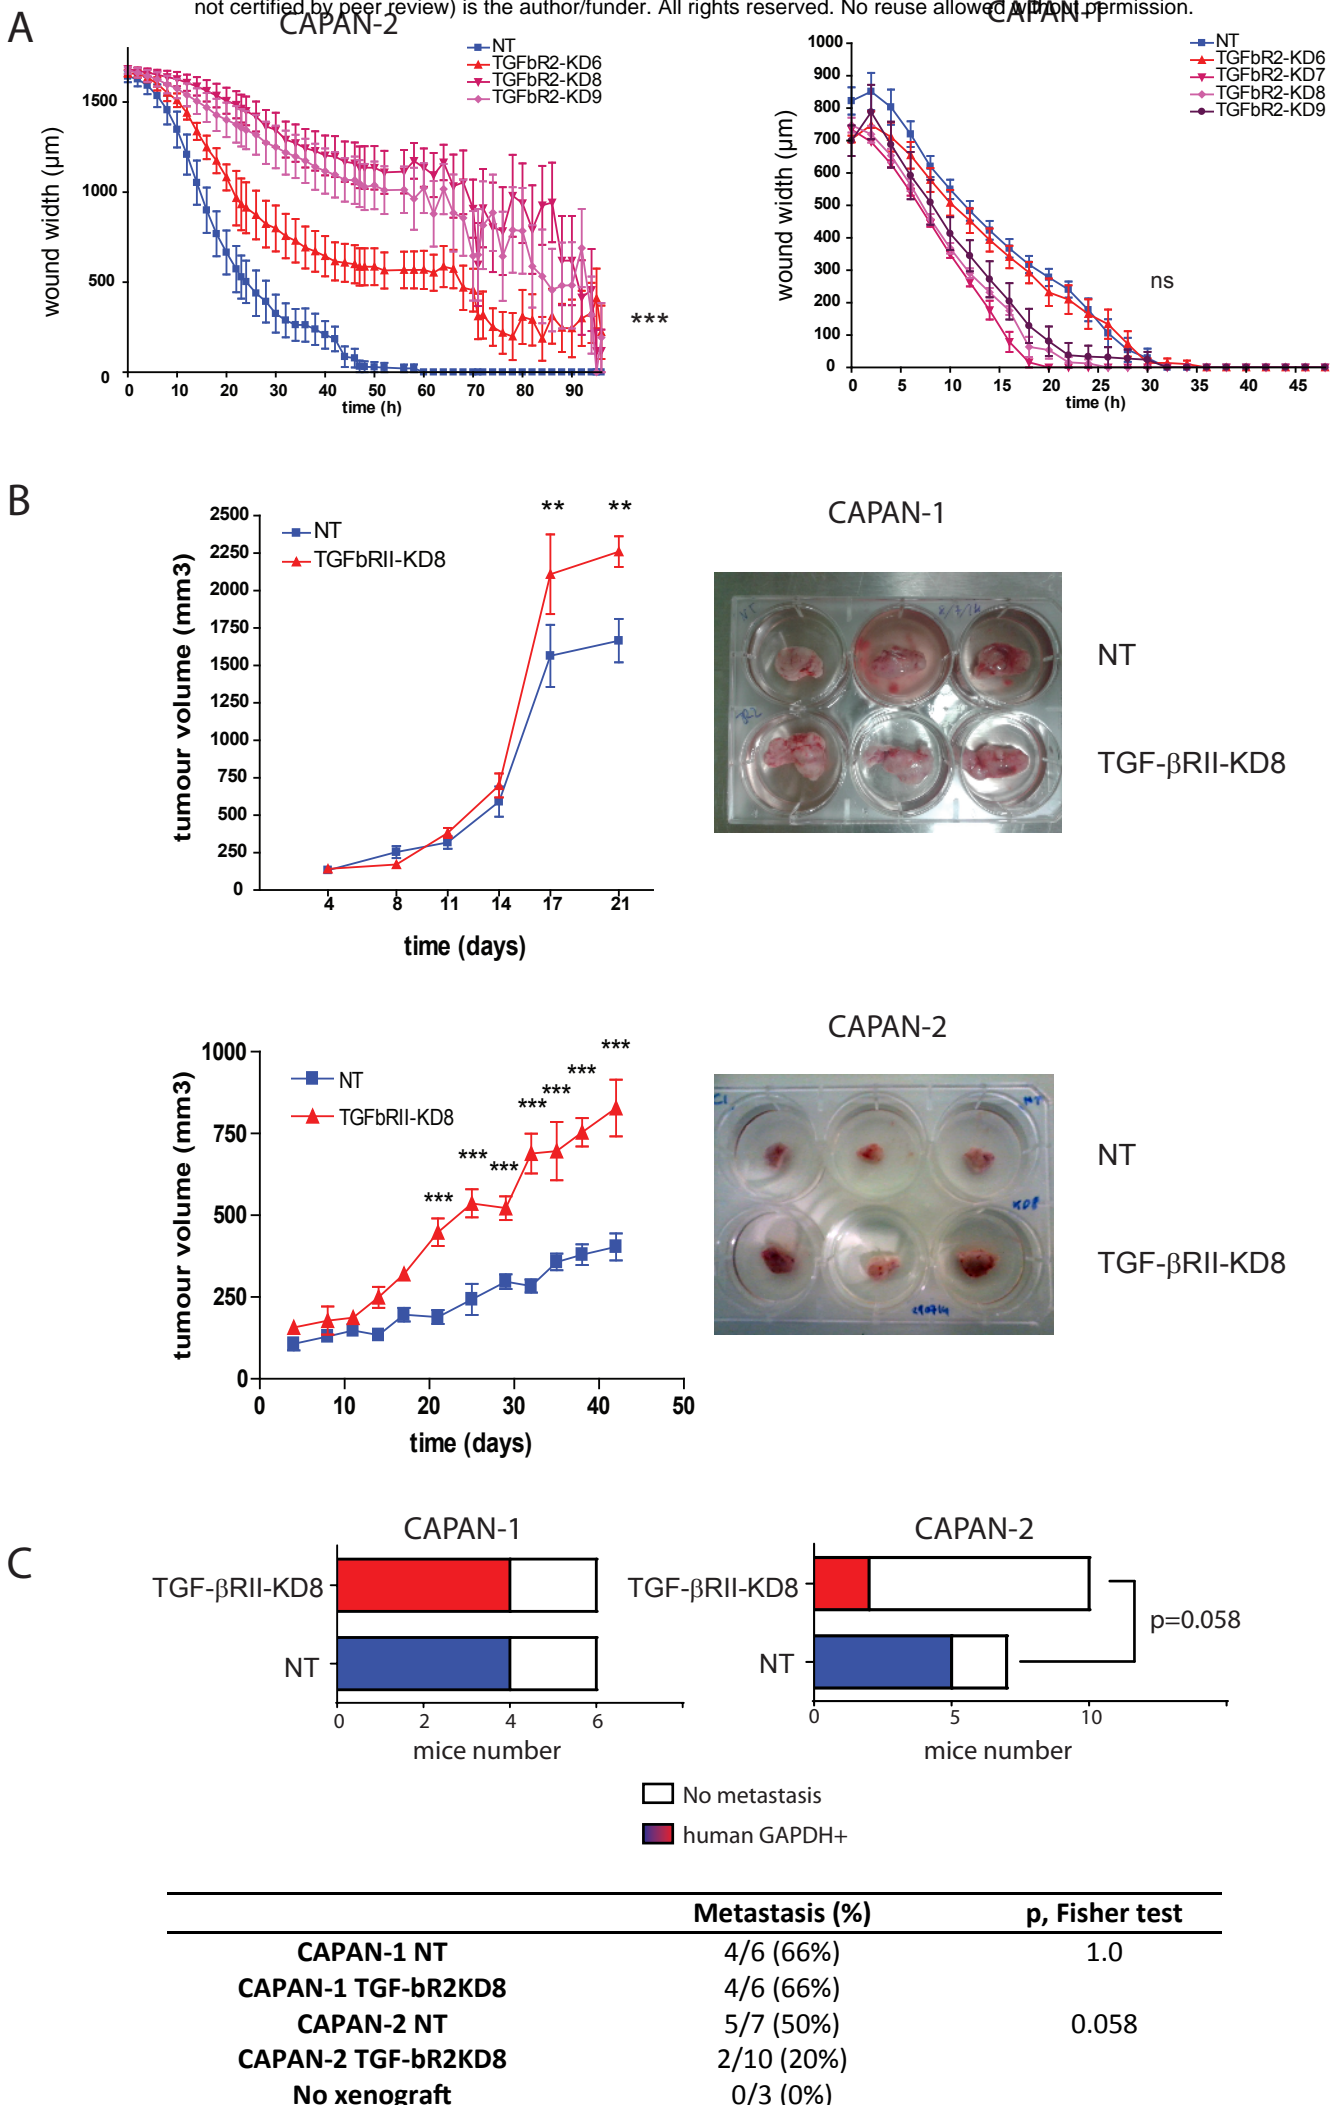 not certified by peer review) is the author/funder. All rights reserved. No reuse allowed without permission.
A
CAPAN-2
CAPAN-1
NT
TGFbR2-KD6
TGFbR2-KD8
TGFbR2-KD9
wound width (µm)
1500
1000
500
0
***
0 10 20 30 40 50 60 70 80 90
time (h)
NT
TGFbR2-KD6
TGFbR2-KD7
TGFbR2-KD8
TGFbR2-KD9
wound width (µm)
1000
900
800
700
600
500
400
300
200
100
0
ns
0 5 10 15 20 25 30 35 40 45
time (h)
B
NT
TGFbRII-KD8
** **
tumour volume (mm3)
2500
2250
2000
1750
1500
1250
1000
750
500
250
0
4 8 11 14 17 21
time (days)
CAPAN-1
NT
TGF-βRII-KD8
NT
TGFbRII-KD8
tumour volume (mm3)
1000
750
500
250
0
*** *** *** *** *** *** ***
0 10 20 30 40 50
time (days)
CAPAN-2
NT
KD8
NT
TGF-βRII-KD8
C
CAPAN-1
TGF-βRII-KD8
NT
0 2 4 6
mice number
CAPAN-2
TGF-βRII-KD8
NT
p=0.058
0 5 10
mice number
No metastasis
human GAPDH+
Metastasis (%) p, Fisher test
CAPAN-1 NT 4/6 (66%) 1.0
CAPAN-1 TGF-bR2KD8 4/6 (66%)
CAPAN-2 NT 5/7 (50%) 0.058
CAPAN-2 TGF-bR2KD8 2/10 (20%)
No xenograft 0/3 (0%)